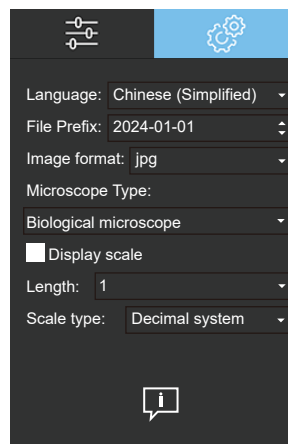 Language: Chinese (Simplified)
File Prefix: 2024-01-01
Image format: jpg
Microscope Type:
Biological microscope
Display scale
Length: 1
Scale type: Decimal system